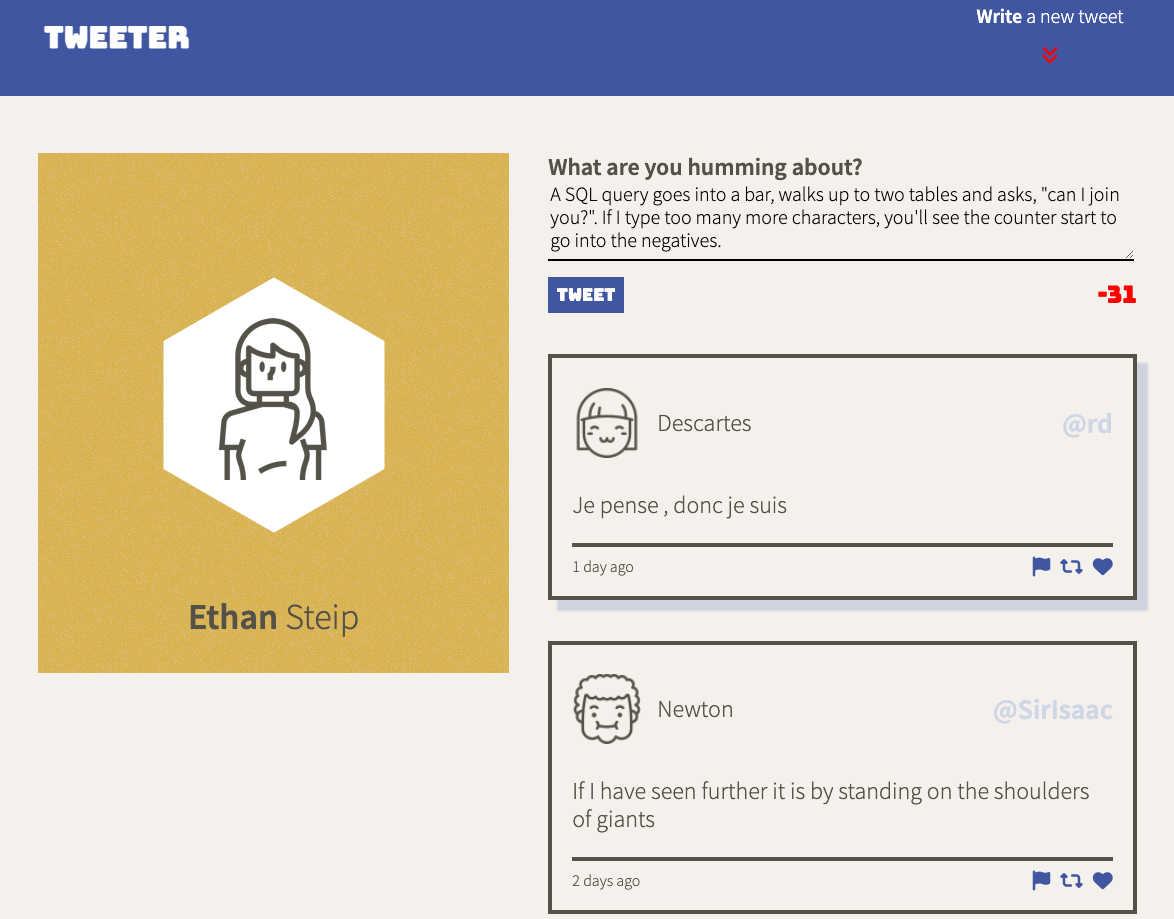 TWEETER
Write a new tweet
What are you humming about?
A SQL query goes into a bar, walks up to two tables and asks, "can I join
you?". If I type too many more characters, you'll see the counter start to
go into the negatives.
TWEET
-31
Ethan Steip
Descartes
@rd
Je pense , donc je suis
1 day ago
Newton
@SirIsaac
If I have seen further it is by standing on the shoulders
of giants
2 days ago